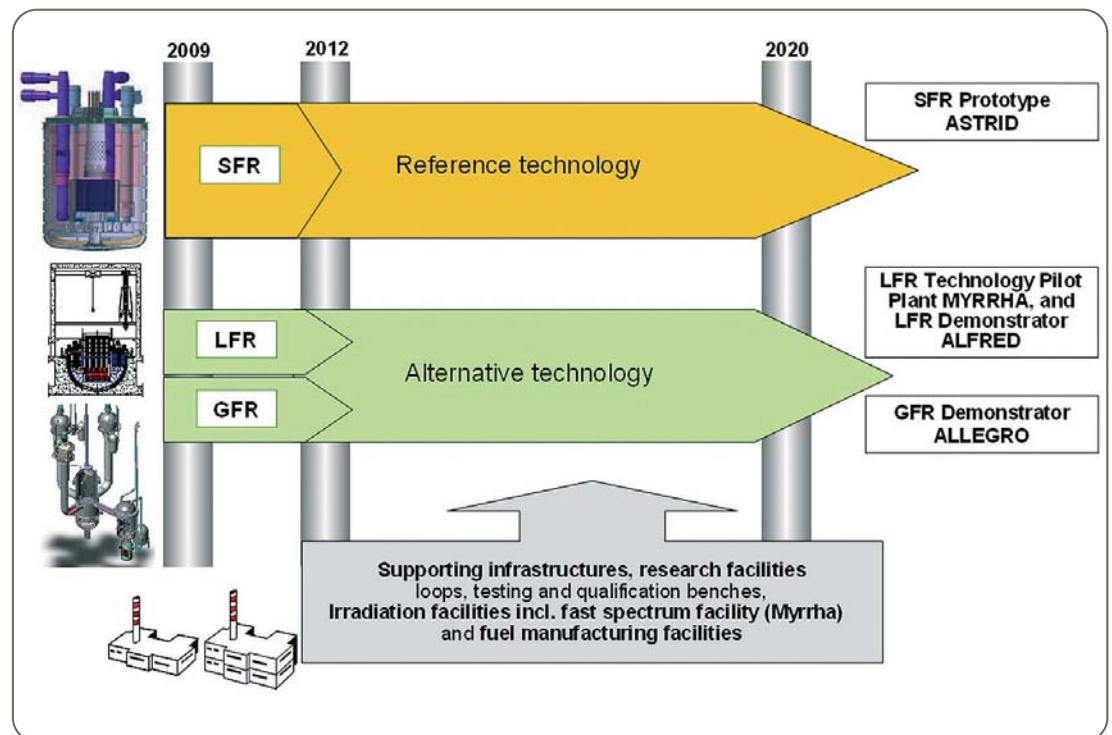 2009
2012
2020
SFR
Reference technology
SFR Prototype
ASTRID
LFR
GFR
Alternative technology
LFR Technology Pilot
Plant MYRRHA, and
LFR Demonstrator
ALFRED
GFR Demonstrator
ALLEGRO
Supporting infrastructures, research facilities
loops, testing and qualification benches,
Irradiation facilities incl. fast spectrum facility (Myrrha)
and fuel manufacturing facilities